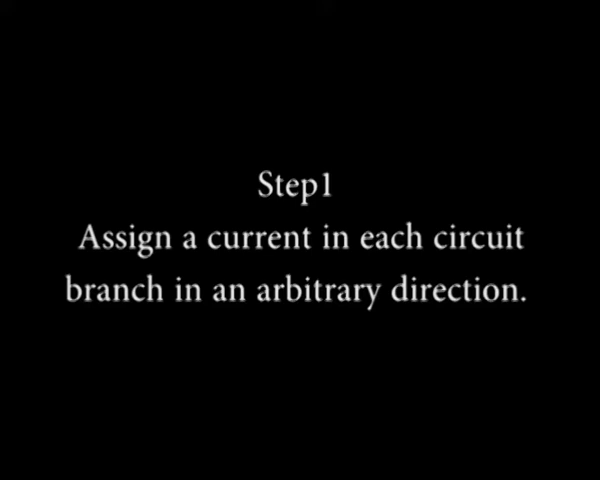 Step1
Assign a current in each circuit
branch in an arbitrary direction.